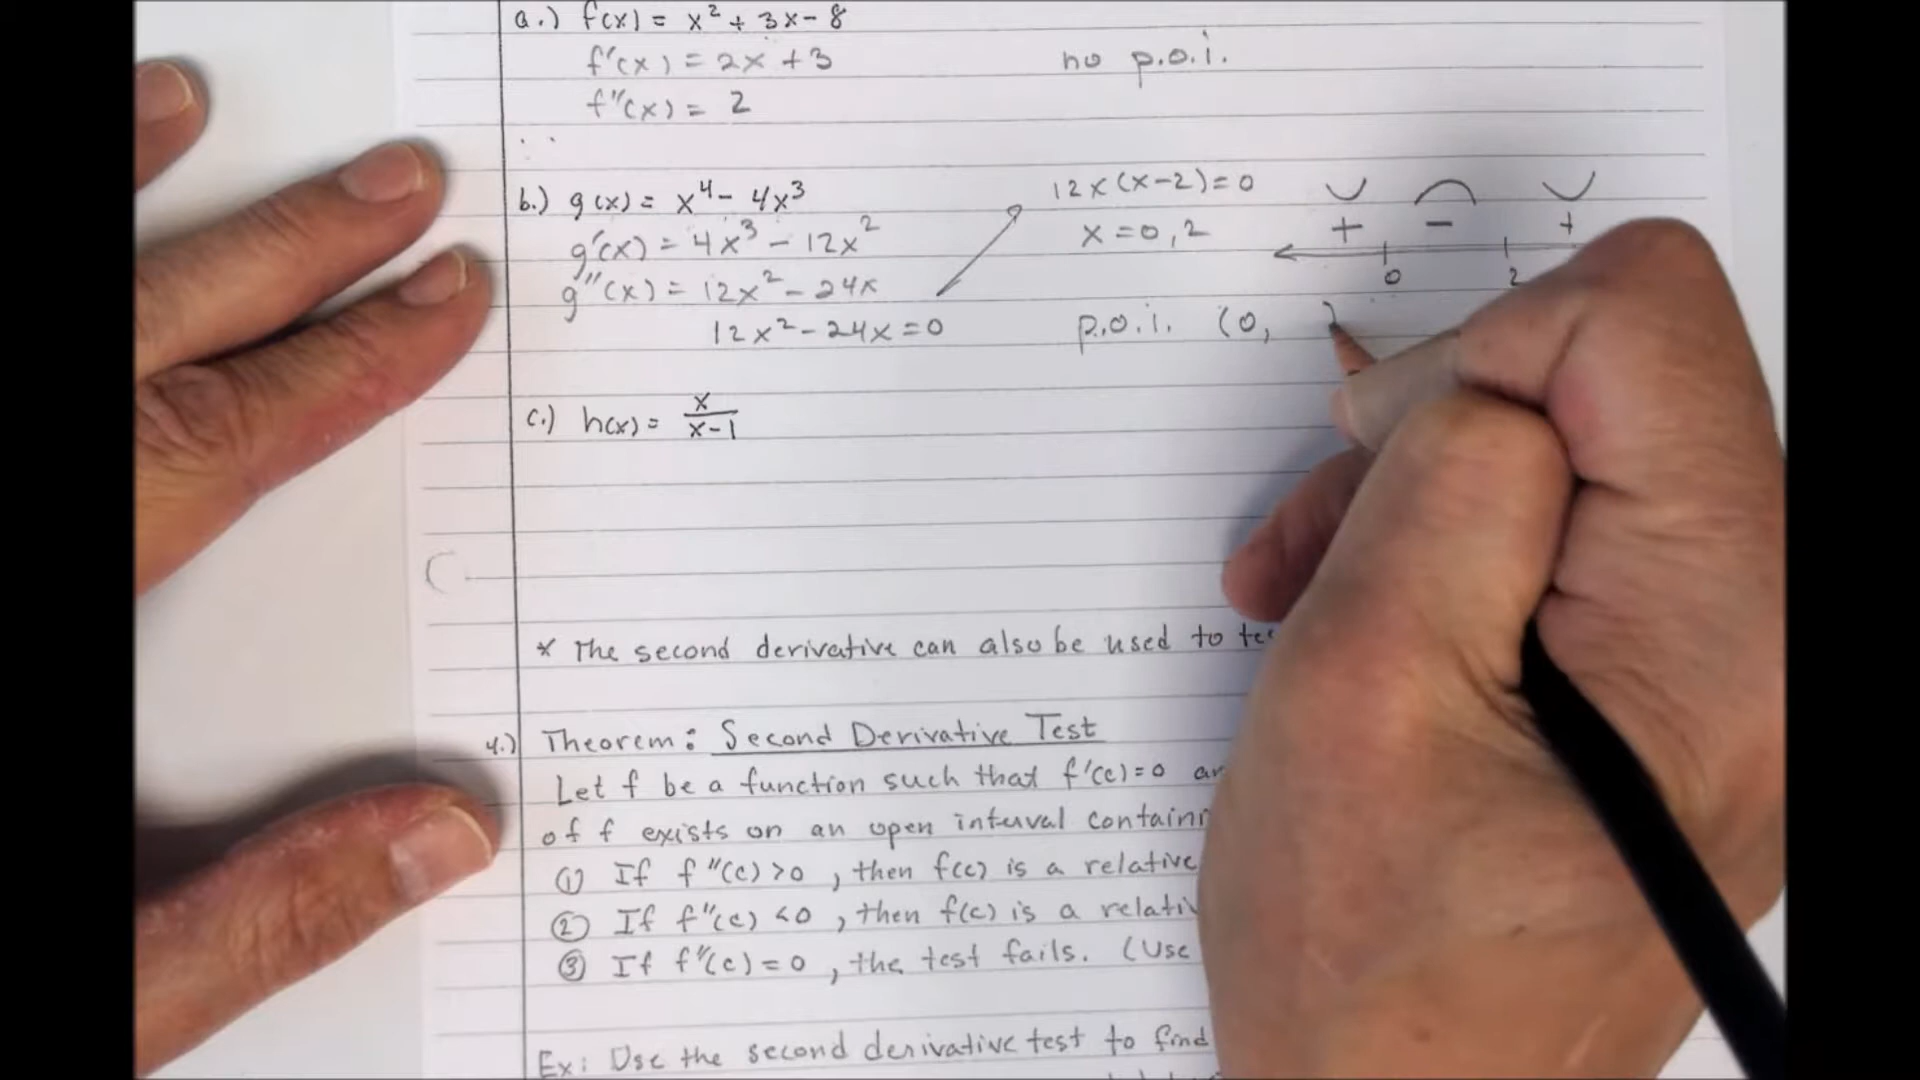 a.) f(x) = x² + 3x - 8
f'(x) = 2x + 3
no p.o.i.
f''(x) = 2
b.) g(x) = x⁴ - 4x³
12x(x-2) = 0
g'(x) = 4x³ - 12x²
x = 0, 2
+ - +
0 2
g''(x) = 12x² - 24x
12x² - 24x = 0
p.o.i. (0, )
c.) h(x) = x/(x-1)
* The second derivative can also be used to
4.) Theorem: Second Derivative Test
Let f be a function such that f'(c) = 0
of f exists on an open interval
① If f''(c) > 0, then f(c) is a relative
② If f''(c) < 0, then f(c) is a
③ If f''(c) = 0, the test fails. (Use
Ex: Use the second derivative test to find